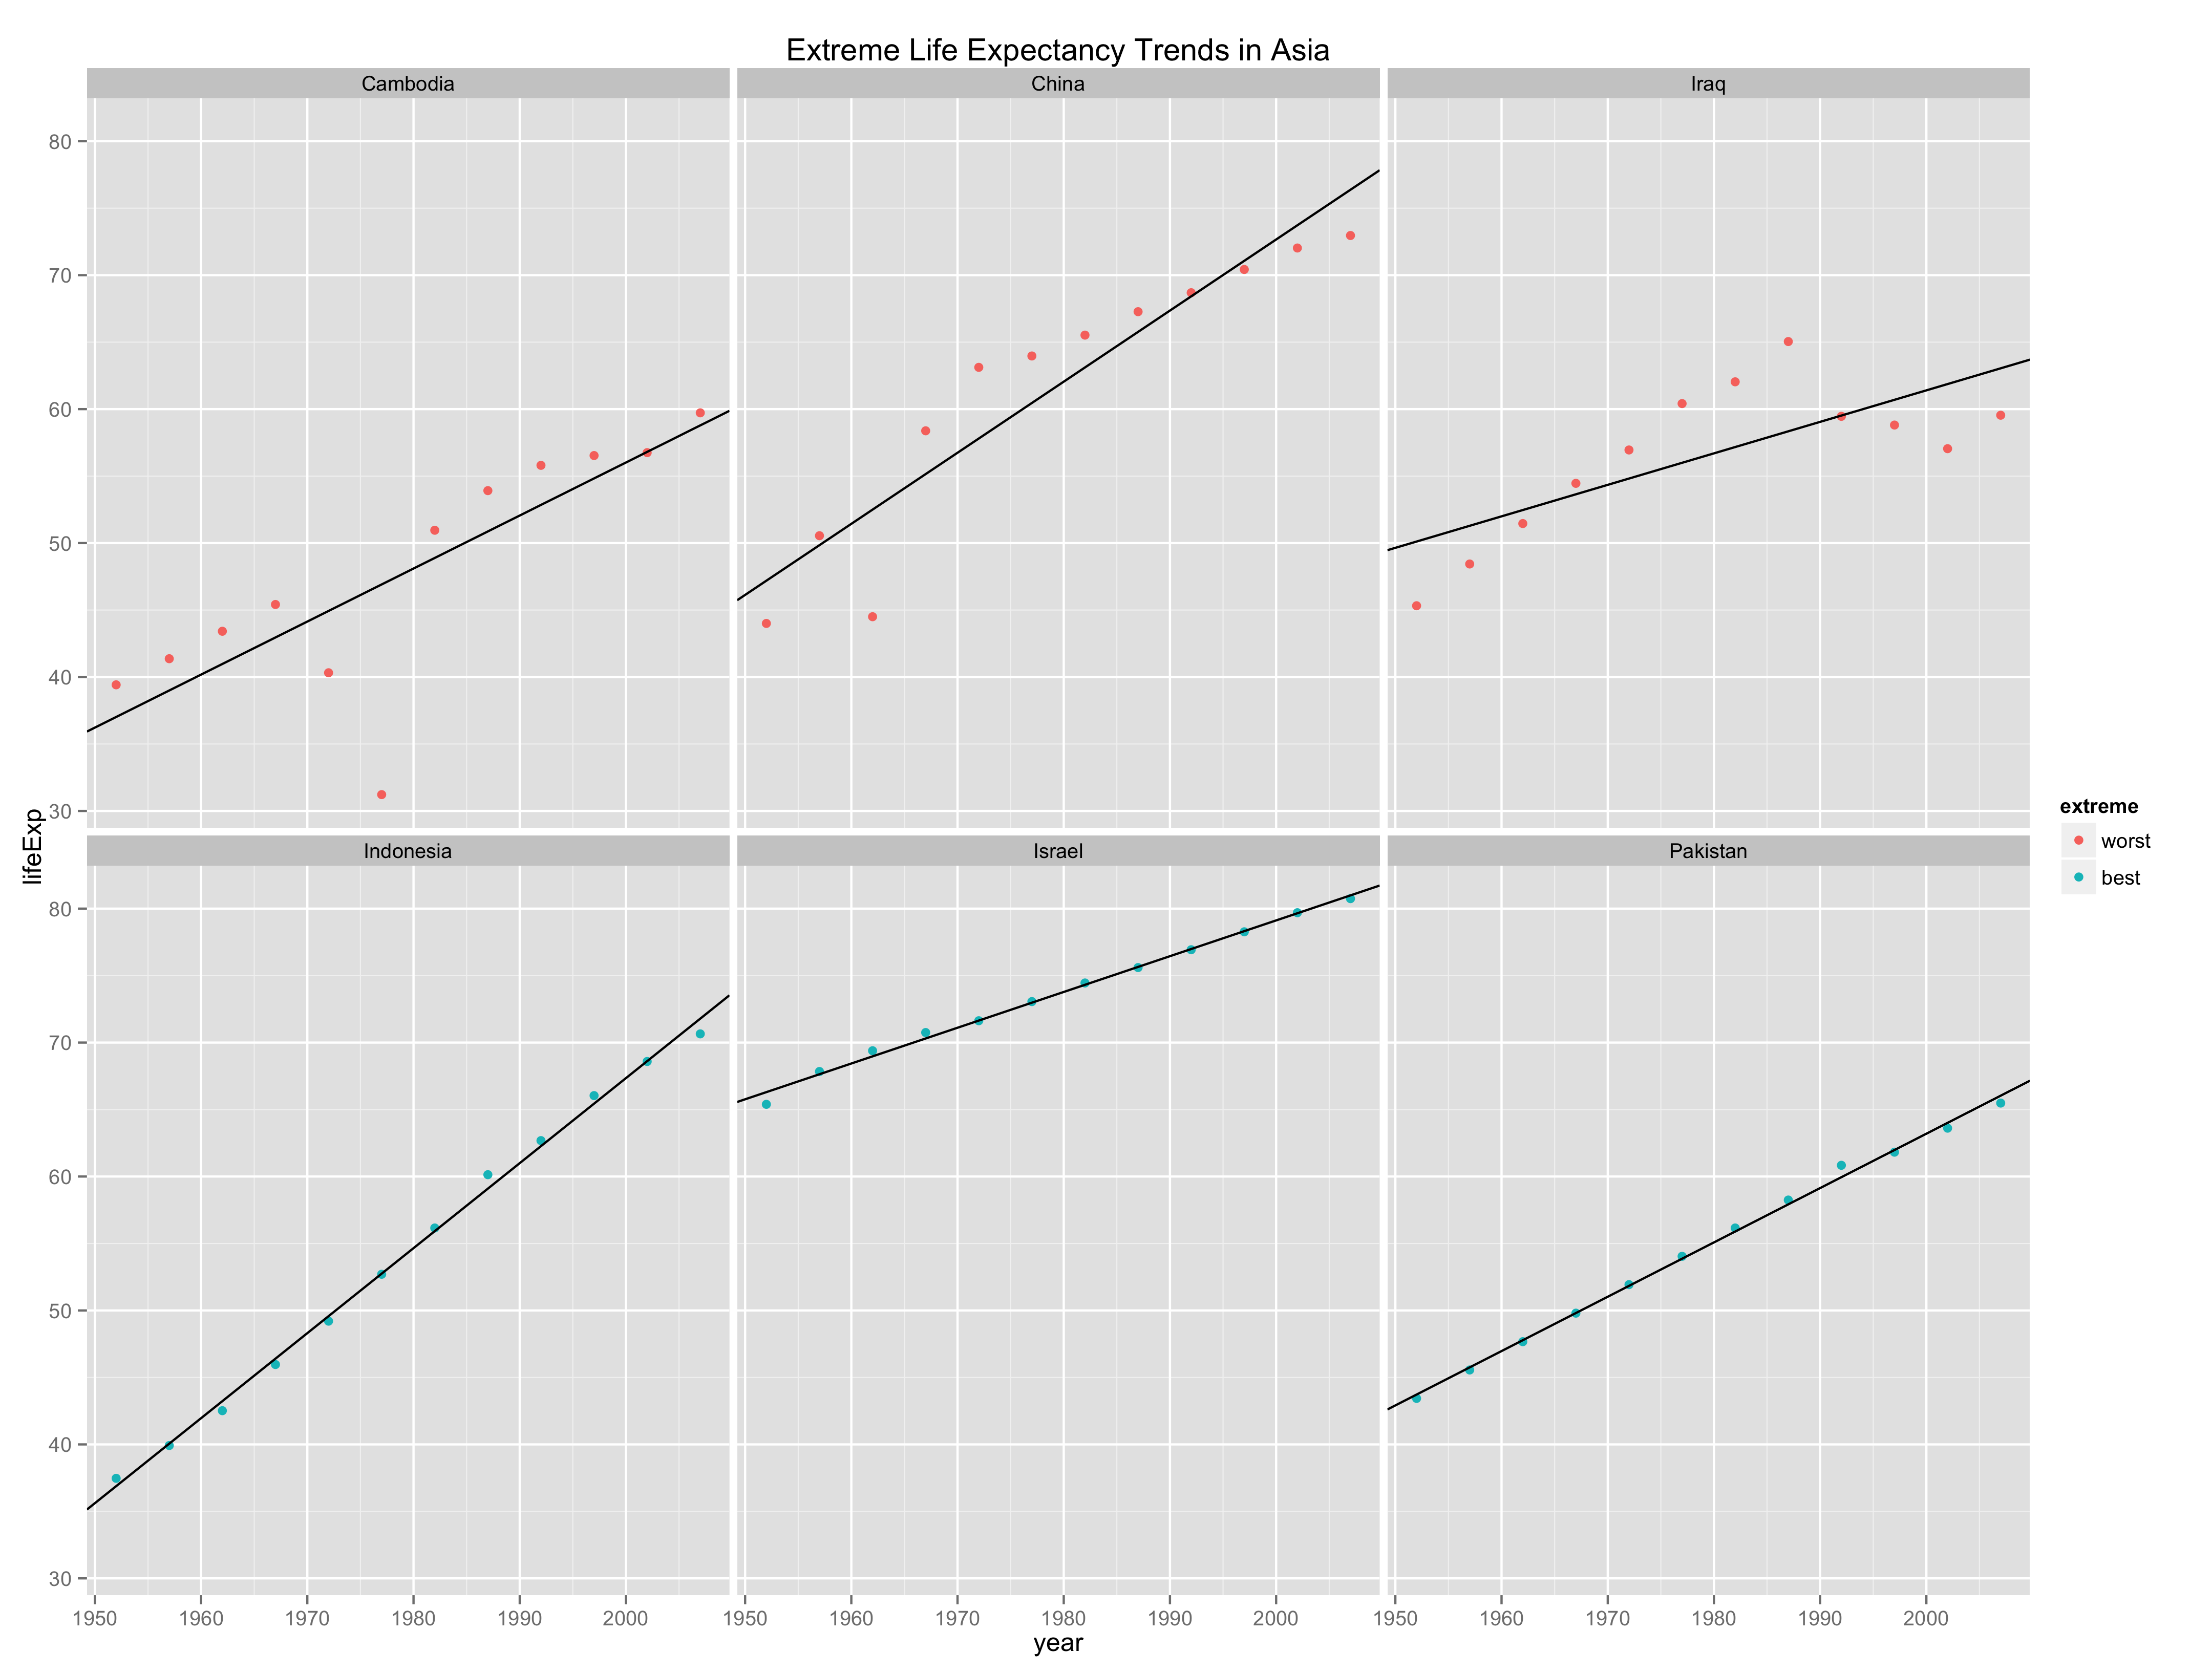 Extreme Life Expectancy Trends in Asia
Cambodia China Iraq
80
70
60
50
40
30
lifeExp
Indonesia Israel Pakistan
80
70
60
50
40
30
1950 1960 1970 1980 1990 2000 1950 1960 1970 1980 1990 2000 1950 1960 1970 1980 1990 2000
year
extreme
worst
best